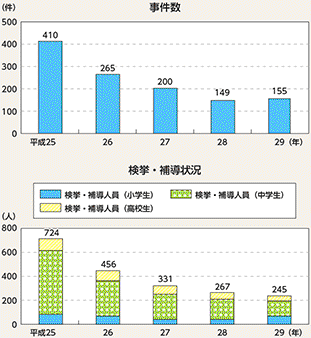 事件数
(件)
500
400
300
200
100
0
410
265
200
149
155
平成25
26
27
28
29 (年)
検挙・補導状況
検挙・補導人員(小学生)
検挙・補導人員(中学生)
検挙・補導人員(高校生)
(人)
800
600
400
200
0
724
456
331
267
245
平成25
26
27
28
29 (年)